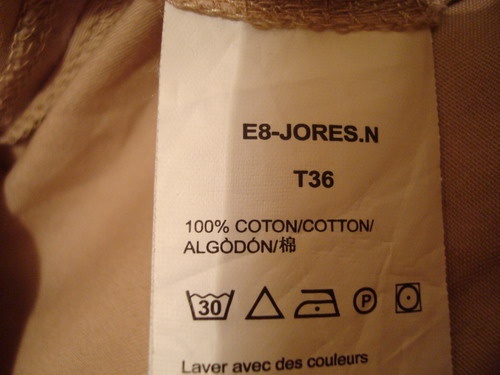 E8-JORES.N
T36
100% COTON/COTTON/
ALGÒDÓN/棉
30 P
Laver avec des couleurs